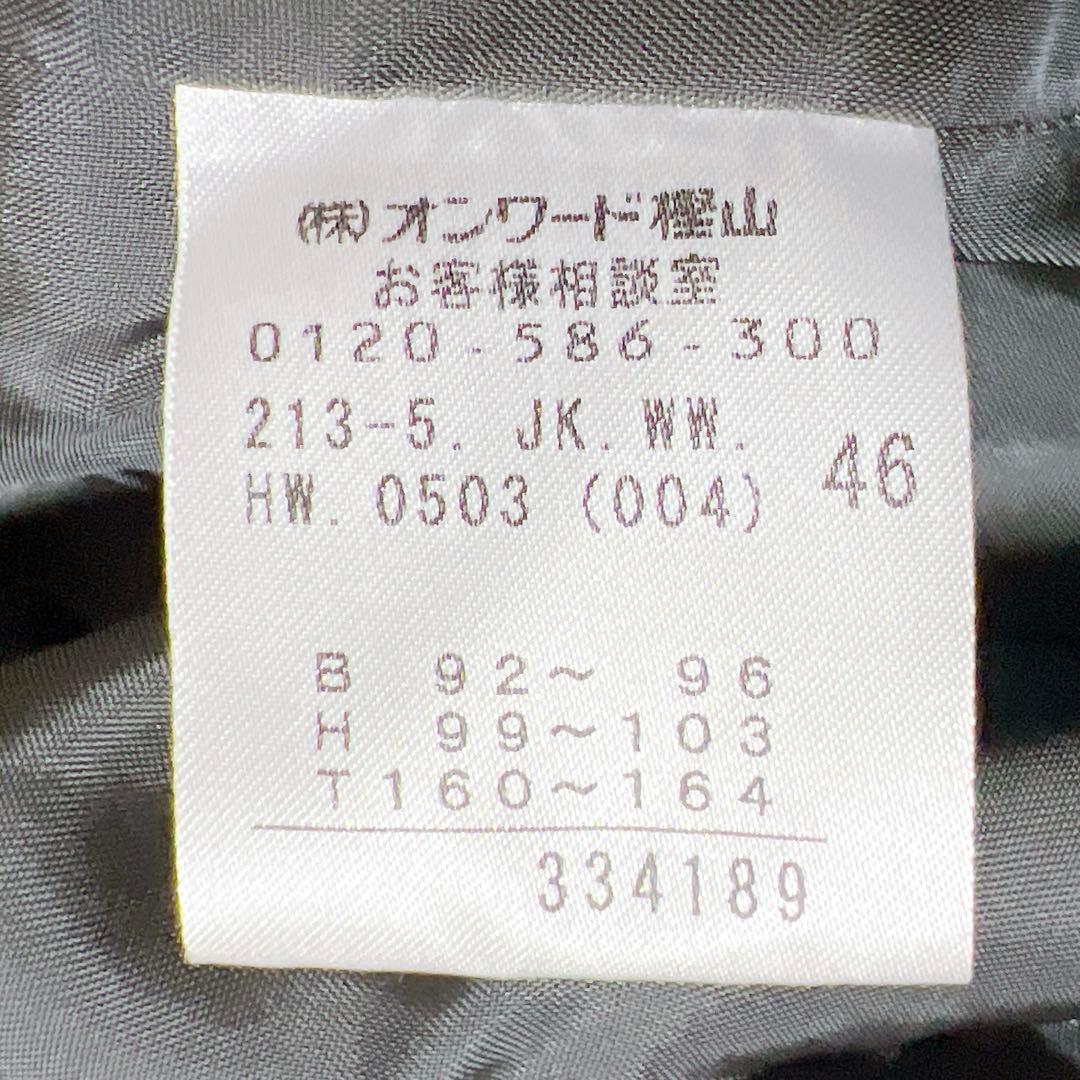 (株)オンワード樫山
お客様相談室
0120-586-300
213-5. JK. WW.
HW. 0503 (004) 46
B 92〜 96
H 99〜103
T160〜164
334189